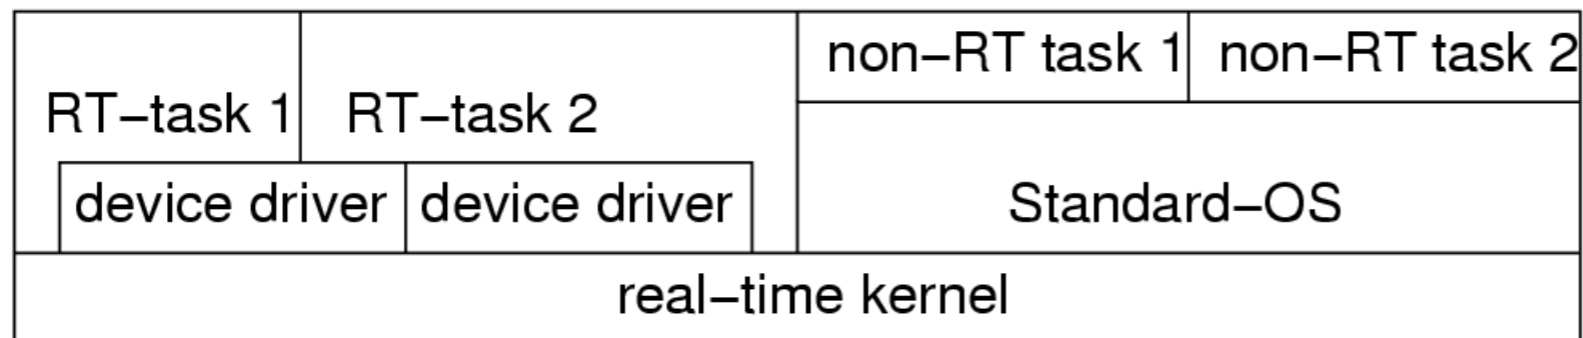 non−RT task 1
non−RT task 2
RT−task 1
RT−task 2
device driver
device driver
Standard−OS
real−time kernel